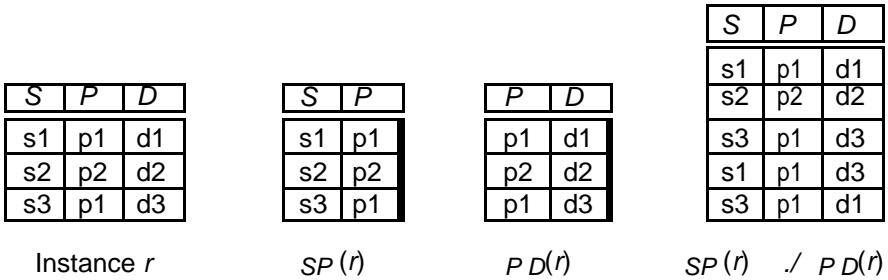 S P D
s1 p1 d1
s2 p2 d2
s3 p1 d3
Instance r
S P
s1 p1
s2 p2
s3 p1
SP (r)
P D
p1 d1
p2 d2
p1 d3
P D(r)
S P D
s1 p1 d1
s2 p2 d2
s3 p1 d3
s1 p1 d3
s3 p1 d1
SP (r) ./ P D(r)